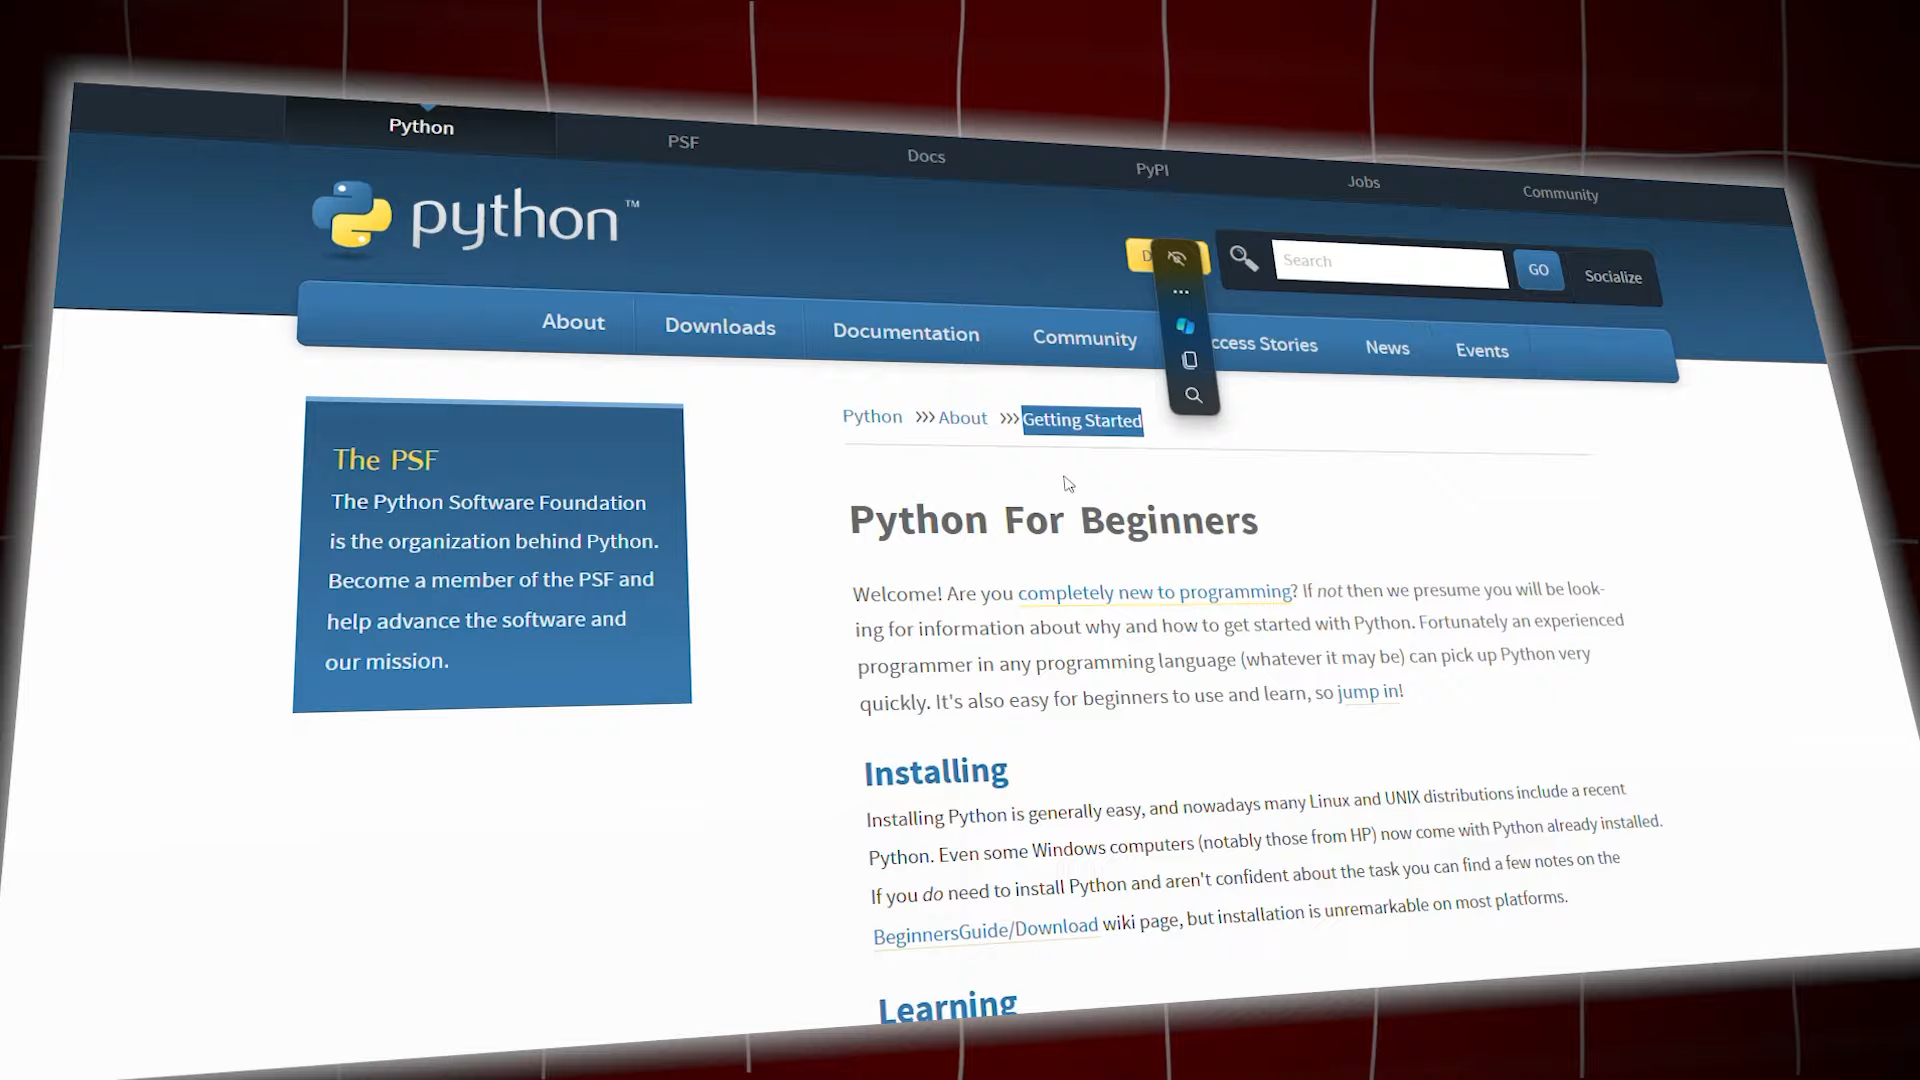 Python
PSF
Docs
PyPI
Jobs
Community
python™
Search
GO
Socialize
About
Downloads
Documentation
Community
ccess Stories
News
Events
Python >>> About >>> Getting Started
The PSF
The Python Software Foundation
is the organization behind Python.
Become a member of the PSF and
help advance the software and
our mission.
Python For Beginners
Welcome! Are you completely new to programming? If not then we presume you will be look-
ing for information about why and how to get started with Python. Fortunately an experienced
programmer in any programming language (whatever it may be) can pick up Python very
quickly. It's also easy for beginners to use and learn, so jump in!
Installing
Installing Python is generally easy, and nowadays many Linux and UNIX distributions include a recent
Python. Even some Windows computers (notably those from HP) now come with Python already installed.
If you do need to install Python and aren't confident about the task you can find a few notes on the
BeginnersGuide/Download wiki page, but installation is unremarkable on most platforms.
Learning